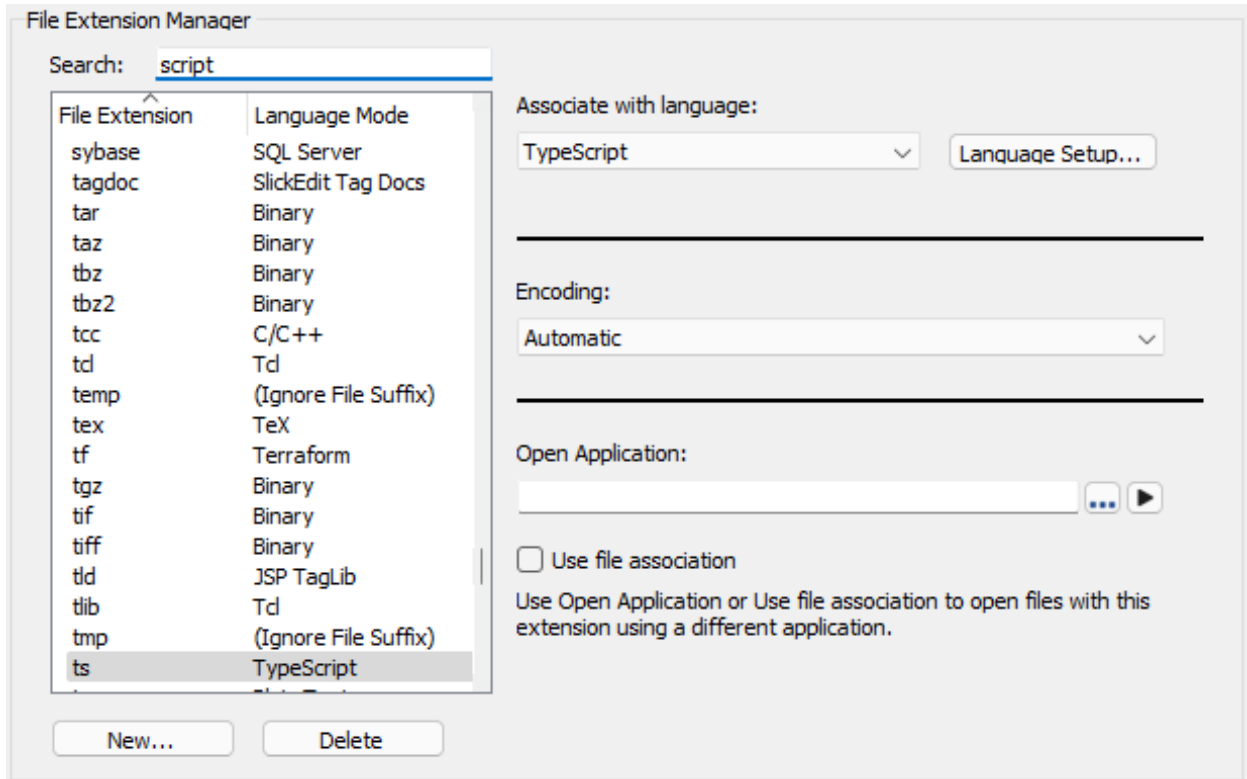 File Extension Manager
Search: script
File Extension Language Mode
sybase SQL Server
tagdoc SlickEdit Tag Docs
tar Binary
taz Binary
tbz Binary
tbz2 Binary
tcc C/C++
tcl Tcl
temp (Ignore File Suffix)
tex TeX
tf Terraform
tgz Binary
tif Binary
tiff Binary
tld JSP TagLib
tlib Tcl
tmp (Ignore File Suffix)
ts TypeScript
New... Delete
Associate with language:
TypeScript Language Setup...
Encoding:
Automatic
Open Application:
...
Use file association
Use Open Application or Use file association to open files with this
extension using a different application.